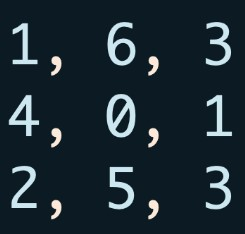 1, 6, 3
4, 0, 1
2, 5, 3